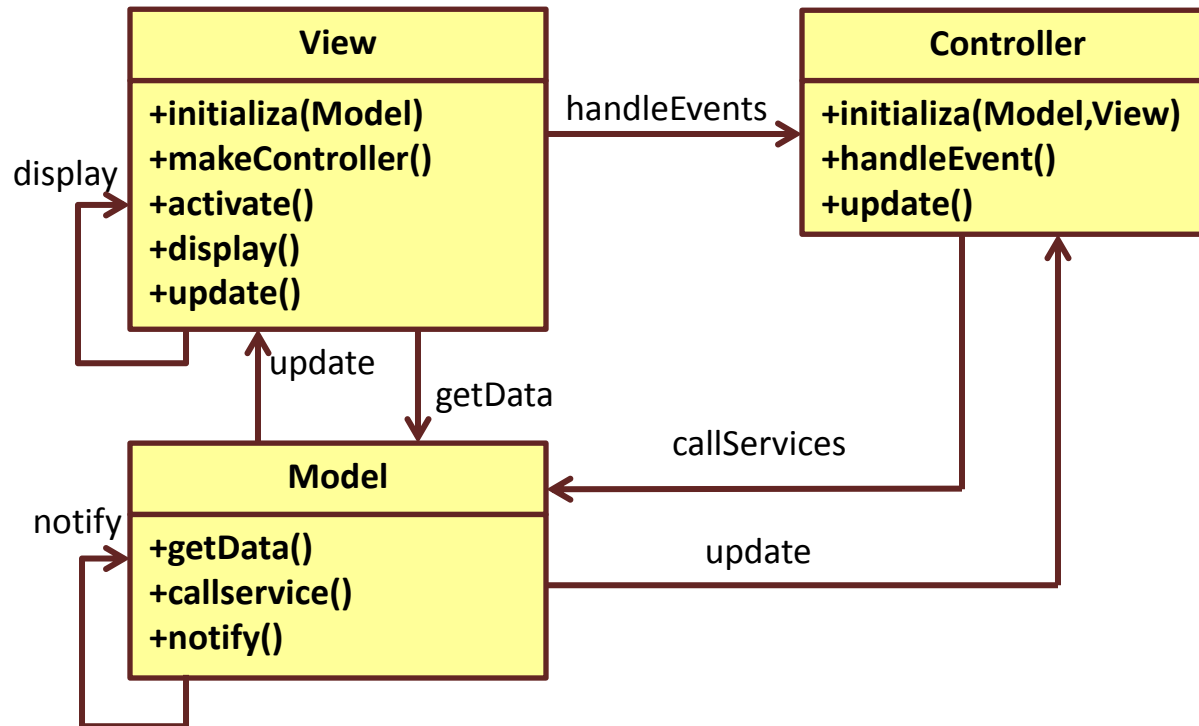 View
+initializa(Model)
+makeController()
+activate()
+display()
+update()
Controller
+initializa(Model,View)
+handleEvent()
+update()
handleEvents
display
update
getData
callServices
Model
+getData()
+callservice()
+notify()
notify
update